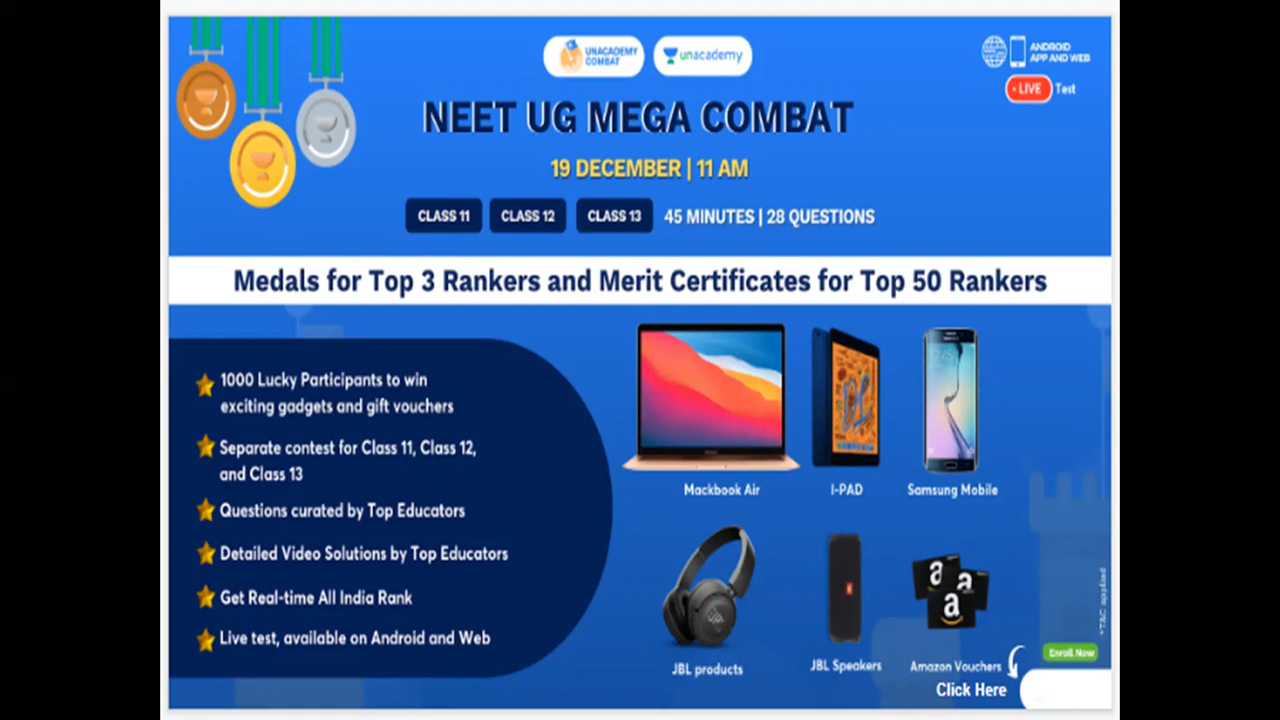 UNACADEMY
COMBAT
unacademy
ANDROID
APP AND WEB
• LIVE Test
NEET UG MEGA COMBAT
19 DECEMBER | 11 AM
CLASS 11 CLASS 12 CLASS 13 45 MINUTES | 28 QUESTIONS
Medals for Top 3 Rankers and Merit Certificates for Top 50 Rankers
1000 Lucky Participants to win
exciting gadgets and gift vouchers
Separate contest for Class 11, Class 12,
and Class 13
Questions curated by Top Educators
Detailed Video Solutions by Top Educators
Get Real-time All India Rank
Live test, available on Android and Web
Mackbook Air I-PAD Samsung Mobile
JBL products JBL Speakers Amazon Vouchers
*T&C applied
Enroll Now
Click Here